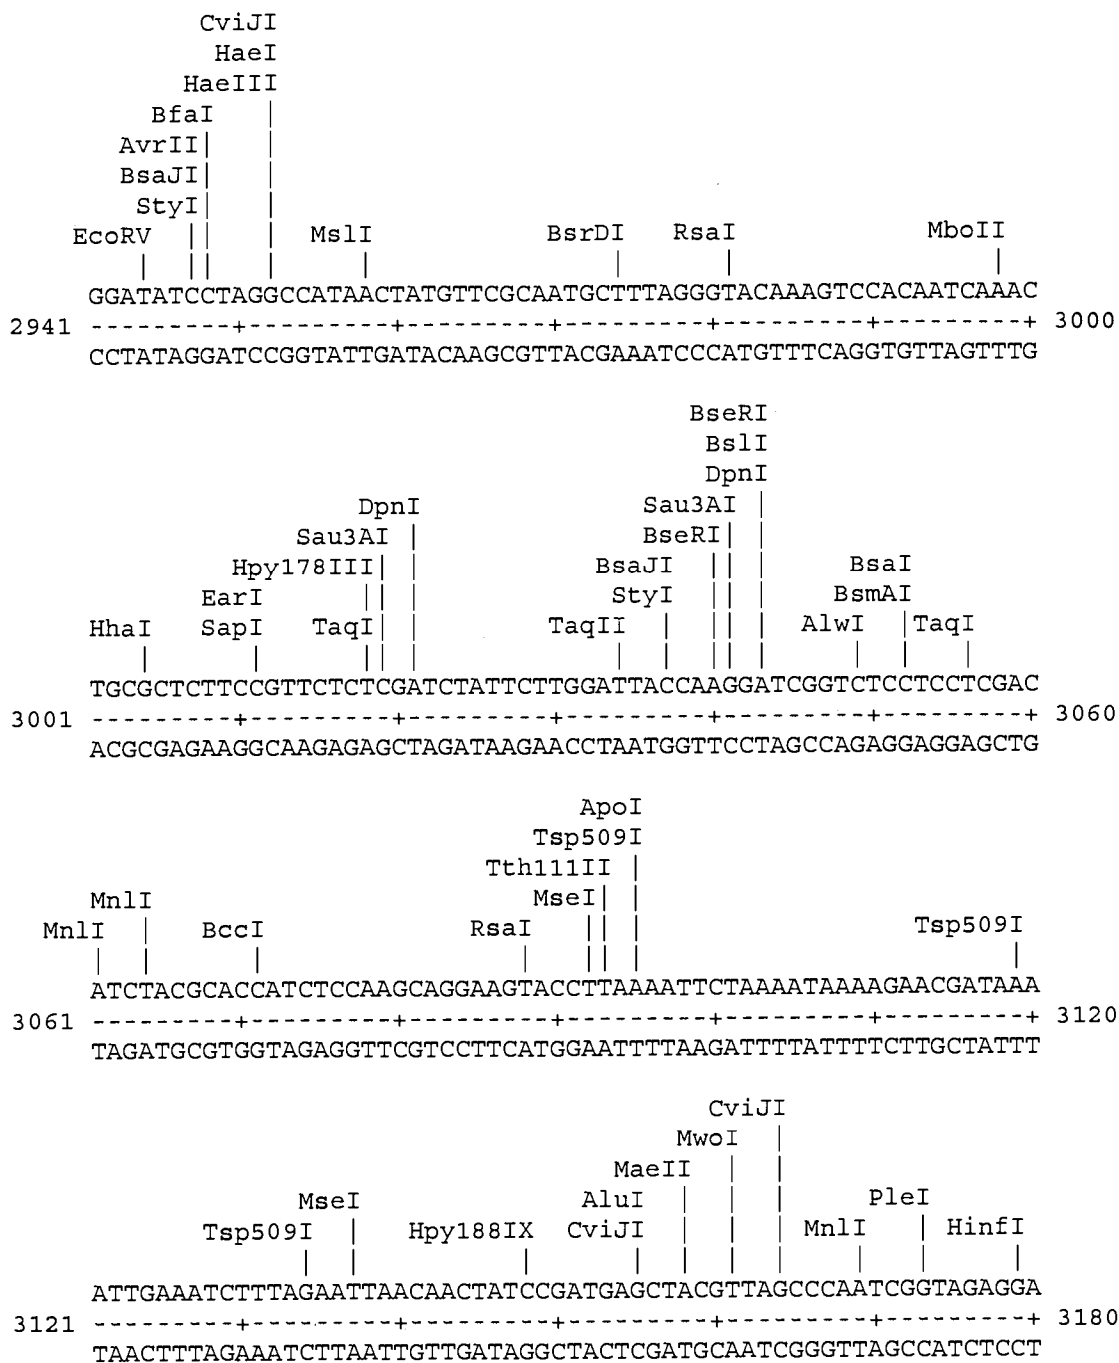 CviJI
HaeI
HaeIII
BfaI
AvrII
BsaJI
StyI
EcoRV MslI BsrDI RsaI MboII
GGATATCCTAGGCCATAACTATGTTCGCAATGCTTTAGGGTACAAAGTCCACAATCAAAC
2941 ---------+---------+---------+---------+---------+---------+ 3000
CCTATAGGATCCGGTATTGATACAAGCGTTACGAAATCCCATGTTTCAGGTGTTAGTTTG
BseRI
BslI
DpnI DpnI
Sau3AI Sau3AI
Hpy178III BseRI
EarI BsaJI BsaI
SapI StyI BsmAI
HhaI TaqI TaqII AlwI TaqI
TGCGCTCTTCCGTTCTCTCGATCTATTCTTGGATTACCAAGGATCGGTCTCCTCCTCGAC
3001 ---------+---------+---------+---------+---------+---------+ 3060
ACGCGAGAAGGCAAGAGAGCTAGATAAGAACCTAATGGTTCCTAGCCAGAGGAGGAGCTG
ApoI
Tsp509I
Tth111II
MnlI MseI
MnlI BccI RsaI Tsp509I
ATCTACGCACCATCTCCAAGCAGGAAGTACCTTAAAATTCTAAAATAAAAGAACGATAAA
3061 ---------+---------+---------+---------+---------+---------+ 3120
TAGATGCGTGGTAGAGGTTCGTCCTTCATGGAATTTTAAGATTTTATTTTCTTGCTATTT
CviJI
MwoI
MaeII
MseI AluI PleI
Tsp509I Hpy188IX CviJI MnlI HinfI
ATTGAAATCTTTAGAATTAACAACTATCCGATGAGCTACGTTAGCCCAATCGGTAGAGGA
3121 ---------+---------+---------+---------+---------+---------+ 3180
TAACTTTAGAAATCTTAATTGTTGATAGGCTACTCGATGCAATCGGGTTAGCCATCTCCT